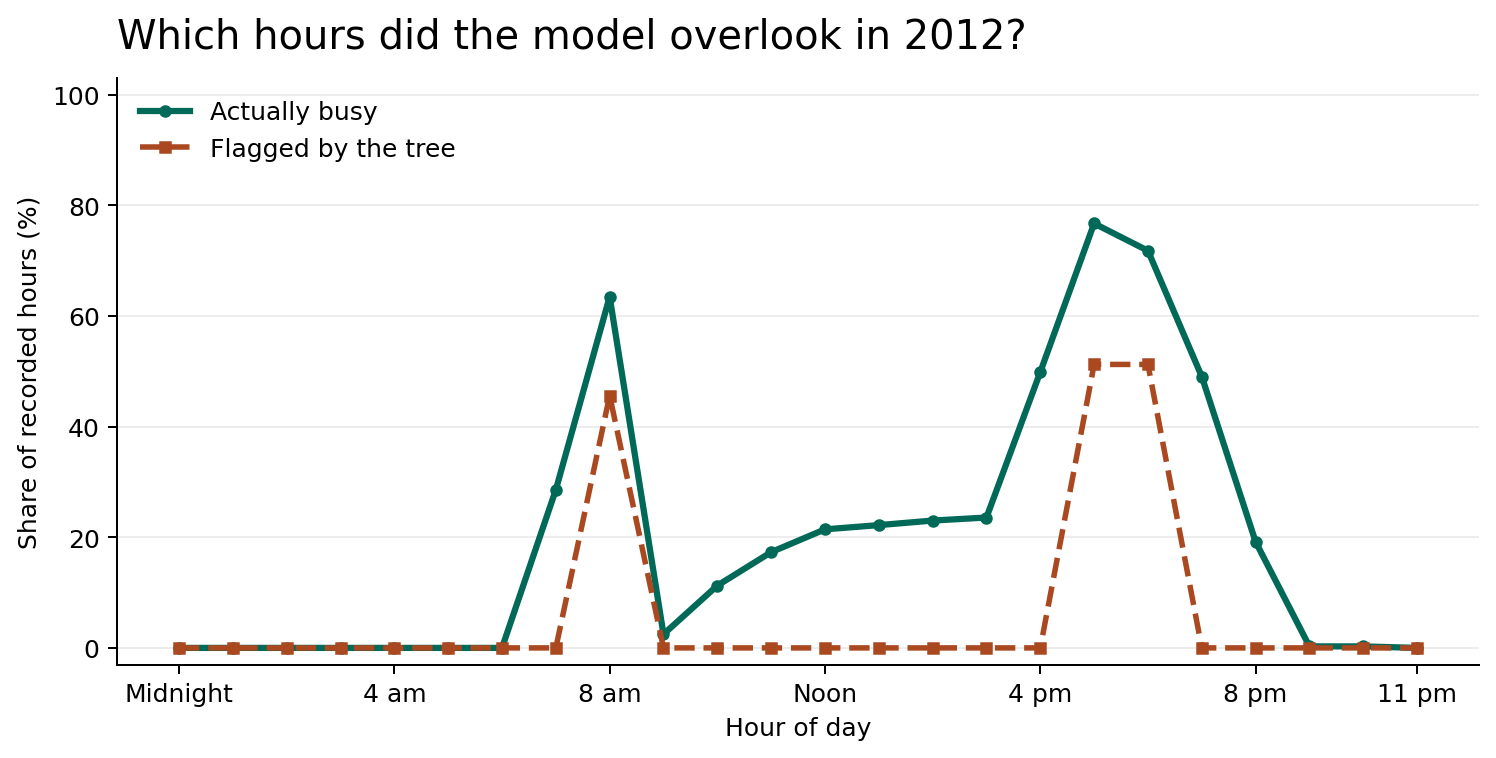 Which hours did the model overlook in 2012?
Actually busy
Flagged by the tree
Share of recorded hours (%)
100
80
60
40
20
0
Midnight 4 am 8 am Noon 4 pm 8 pm 11 pm
Hour of day